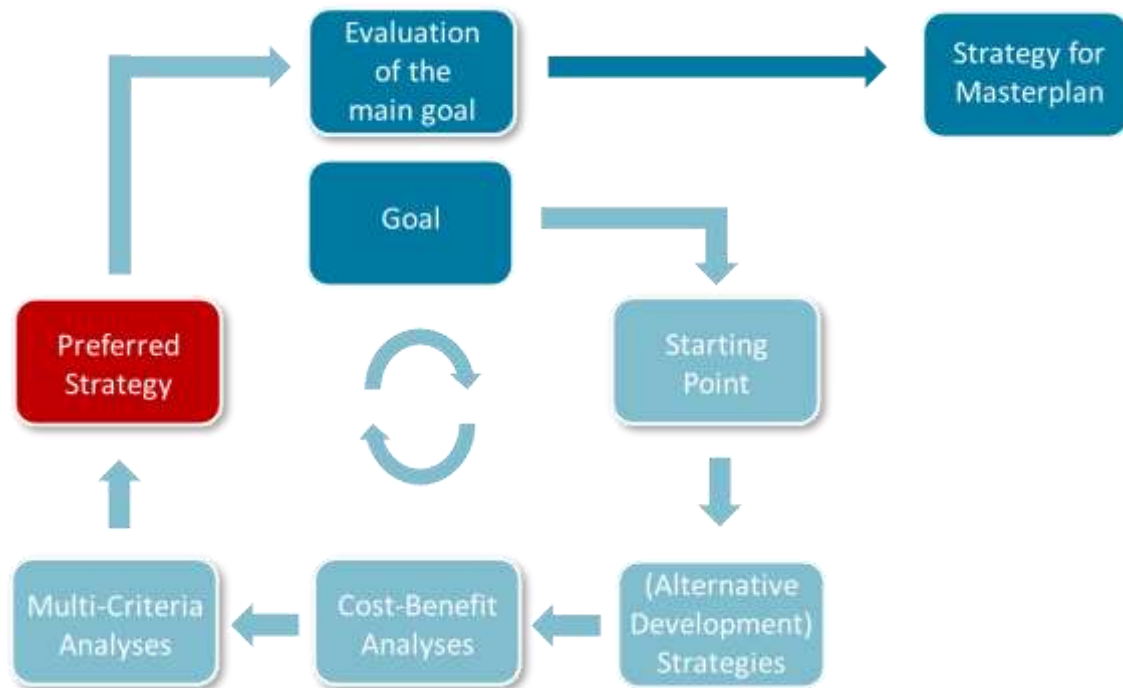 Evaluation
of the
main goal
Strategy for
Masterplan
Goal
Preferred
Strategy
Starting
Point
Multi-Criteria
Analyses
Cost-Benefit
Analyses
(Alternative
Development)
Strategies